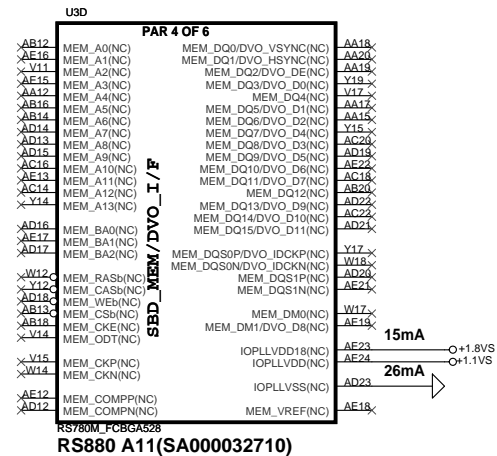 U3D
PAR 4 OF 6
AB12 MEM_A0(NC) MEM_DQ0/DVO_VSYNC(NC) AA18
AE16 MEM_A1(NC) MEM_DQ1/DVO_HSYNC(NC) AA20
V11 MEM_A2(NC) MEM_DQ2/DVO_DE(NC) AA19
AE15 MEM_A3(NC) MEM_DQ3/DVO_D0(NC) Y19
AA12 MEM_A4(NC) MEM_DQ4(NC) V17
AB16 MEM_A5(NC) MEM_DQ5/DVO_D1(NC) AA17
AB14 MEM_A6(NC) MEM_DQ6/DVO_D2(NC) AA15
AD14 MEM_A7(NC) MEM_DQ7/DVO_D4(NC) Y15
AD13 MEM_A8(NC) MEM_DQ8/DVO_D3(NC) AC20
AD15 MEM_A9(NC) MEM_DQ9/DVO_D5(NC) AD19
AC16 MEM_A10(NC) MEM_DQ10/DVO_D6(NC) AE22
AE13 MEM_A11(NC) MEM_DQ11/DVO_D7(NC) AC18
AC14 MEM_A12(NC) MEM_DQ12(NC) AB20
Y14 MEM_A13(NC) MEM_DQ13/DVO_D9(NC) AD22
MEM_DQ14/DVO_D10(NC) AC22
AD16 MEM_BA0(NC) MEM_DQ15/DVO_D11(NC) AD21
AE17 MEM_BA1(NC)
AD17 MEM_BA2(NC) MEM_DQS0P/DVO_IDCKP(NC) Y17
MEM_DQS0N/DVO_IDCKN(NC) W18
W12 MEM_RASb(NC) MEM_DQS1P(NC) AD20
Y12 MEM_CASb(NC) MEM_DQS1N(NC) AE21
AD18 MEM_WEb(NC)
AB13 MEM_CSb(NC) MEM_DM0(NC) W17
AB18 MEM_CKE(NC) MEM_DM1/DVO_D8(NC) AE19
V14 MEM_ODT(NC)
SBD_MEM/DVO_I/F
15mA
IOPLLVDD18(NC) AE23 +1.8VS
V15 MEM_CKP(NC) IOPLLVDD(NC) AE24 +1.1VS
W14 MEM_CKN(NC)
26mA
IOPLLVSS(NC) AD23
AE12 MEM_COMPP(NC)
AD12 MEM_COMPN(NC) MEM_VREF(NC) AE18
RS780M_FCBGA528
RS880 A11(SA000032710)